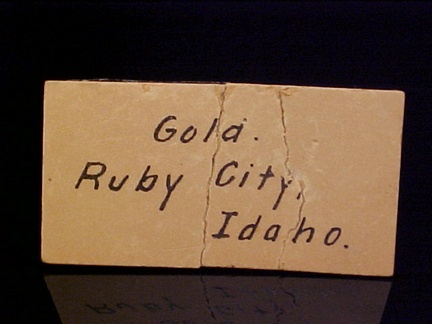 Gold.
Ruby City,
Idaho.